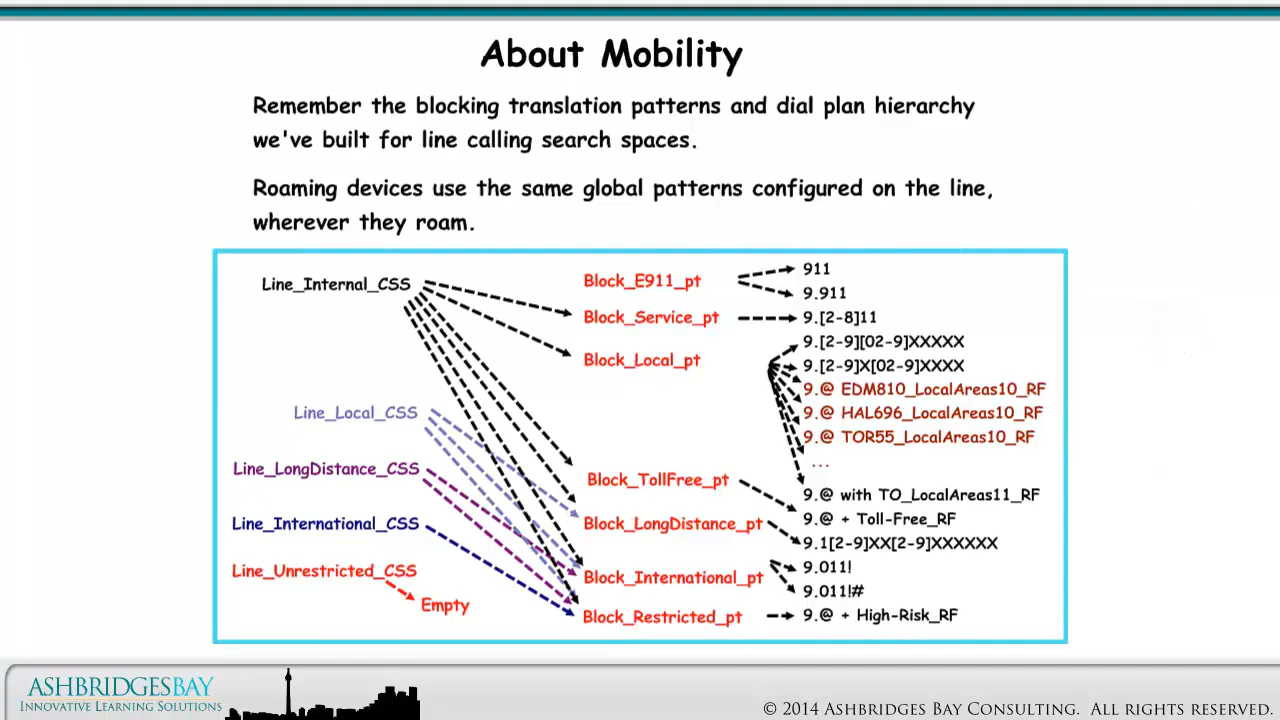 About Mobility
Remember the blocking translation patterns and dial plan hierarchy
we've built for line calling search spaces.
Roaming devices use the same global patterns configured on the line,
wherever they roam.
Line_Internal_CSS
Line_Local_CSS
Line_LongDistance_CSS
Line_International_CSS
Line_Unrestricted_CSS
Empty
Block_E911_pt
Block_Service_pt
Block_Local_pt
Block_TollFree_pt
Block_LongDistance_pt
Block_International_pt
Block_Restricted_pt
911
9.911
9.[2-8]11
9.[2-9][02-9]XXXXX
9.[2-9]X[02-9]XXXX
9.@ EDM810_LocalAreas10_RF
9.@ HAL696_LocalAreas10_RF
9.@ TOR55_LocalAreas10_RF
...
9.@ with TO_LocalAreas11_RF
9.@ + Toll-Free_RF
9.1[2-9]XX[2-9]XXXXXX
9.011!
9.011!#
9.@ + High-Risk_RF
ASHBRIDGESBAY
INNOVATIVE LEARNING SOLUTIONS
© 2014 ASHBRIDGES BAY CONSULTING. ALL RIGHTS RESERVED.